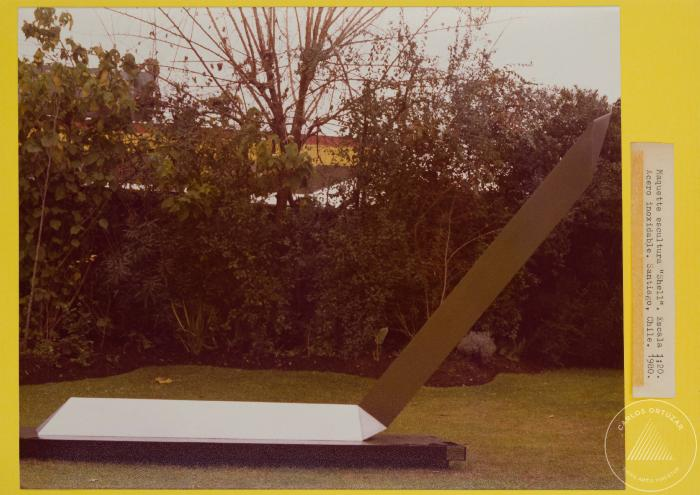 Maquette escultura "Shell". Escala 1:20.
Acero inoxidable. Santiago, Chile. 1980.
CARLOS ORTÚZAR